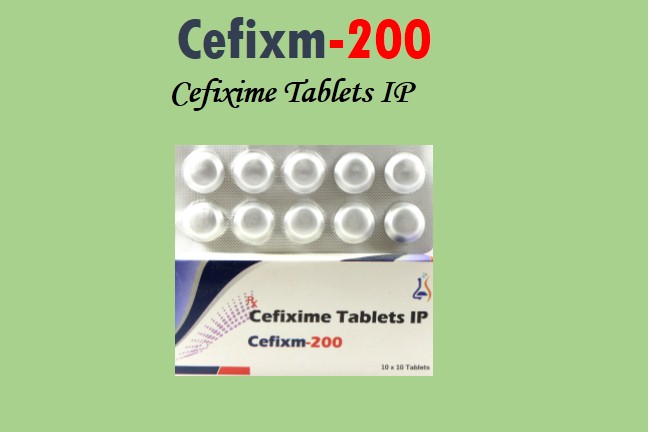 Cefixm-200
Cefixime Tablets IP
Rx
Cefixime Tablets IP
Cefixm-200
10 x 10 Tablets